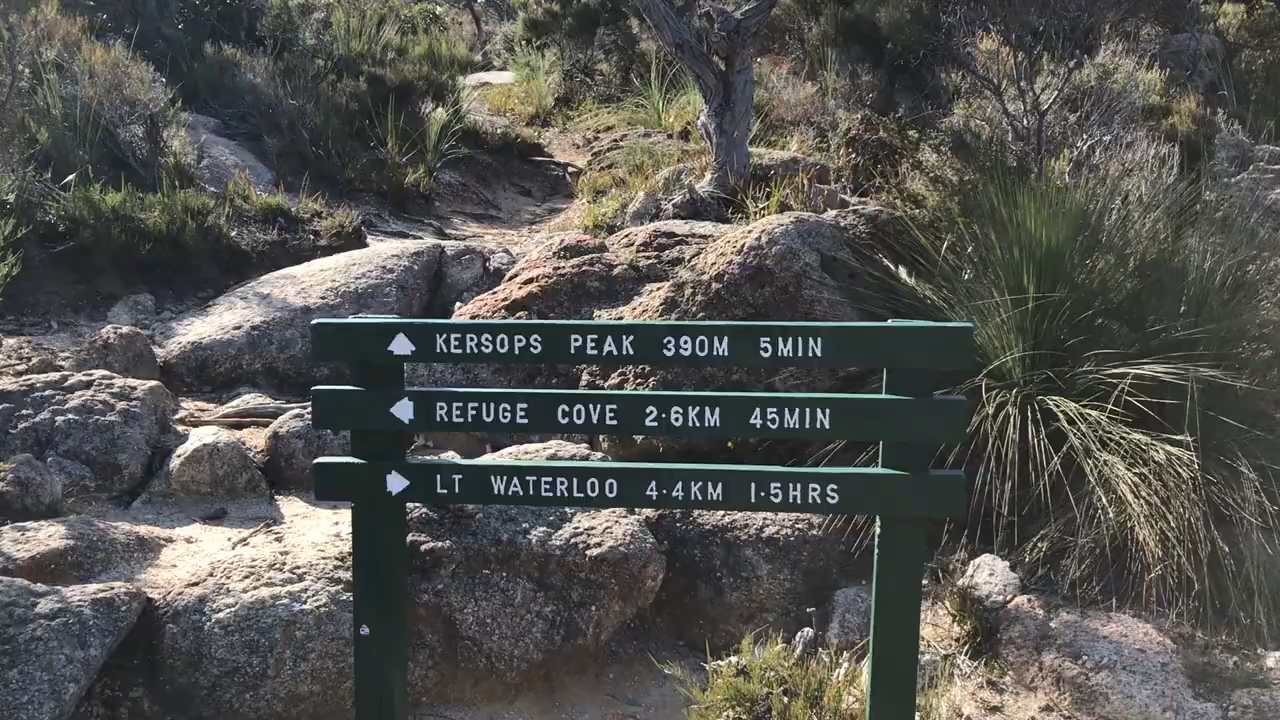 KERSOPS PEAK 390M 5MIN
REFUGE COVE 2·6KM 45MIN
LT WATERLOO 4·4KM 1·5HRS